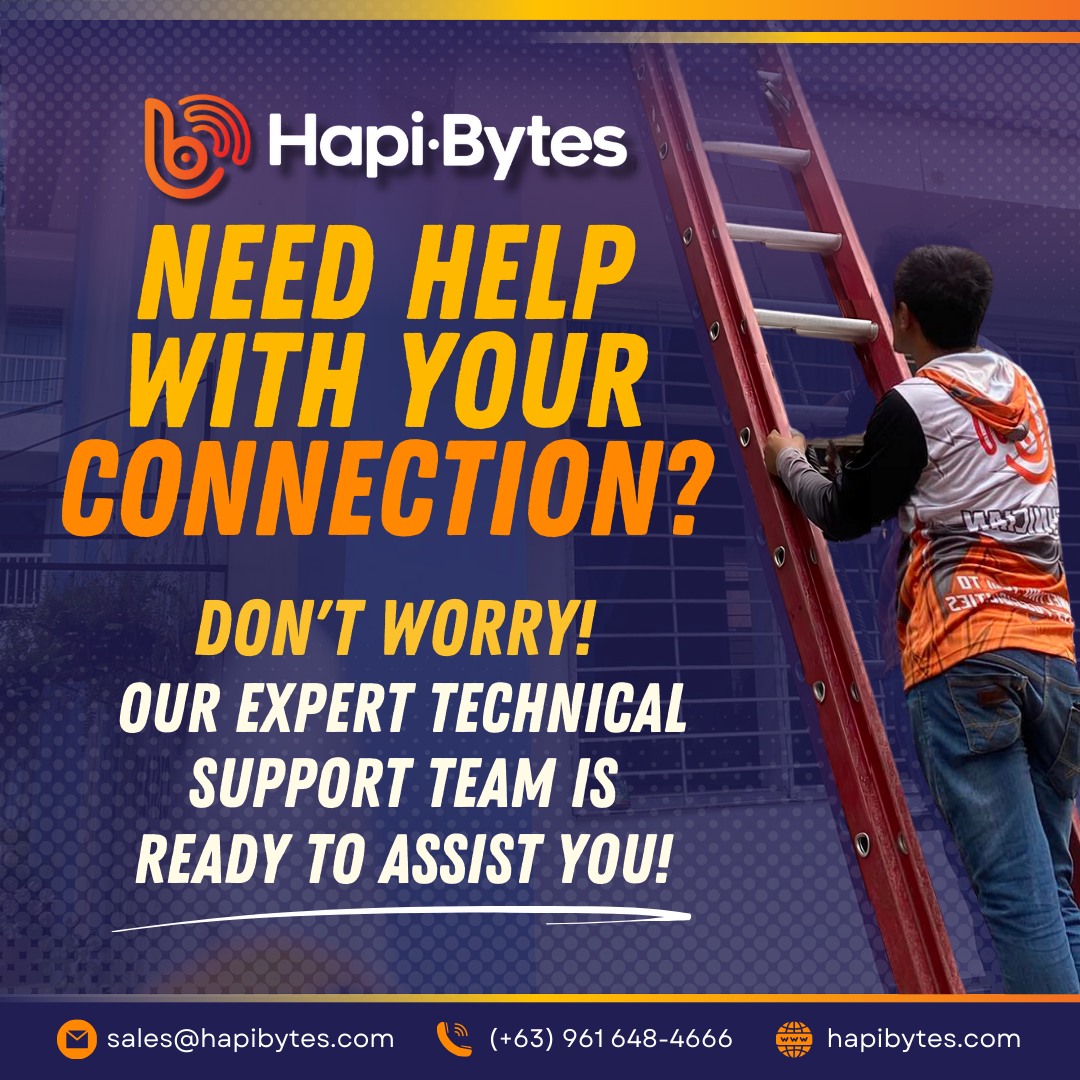 Hapi·Bytes
NEED HELP
WITH YOUR
CONNECTION?
DON'T WORRY!
OUR EXPERT TECHNICAL
SUPPORT TEAM IS
READY TO ASSIST YOU!
sales@hapibytes.com
(+63) 961 648-4666
hapibytes.com